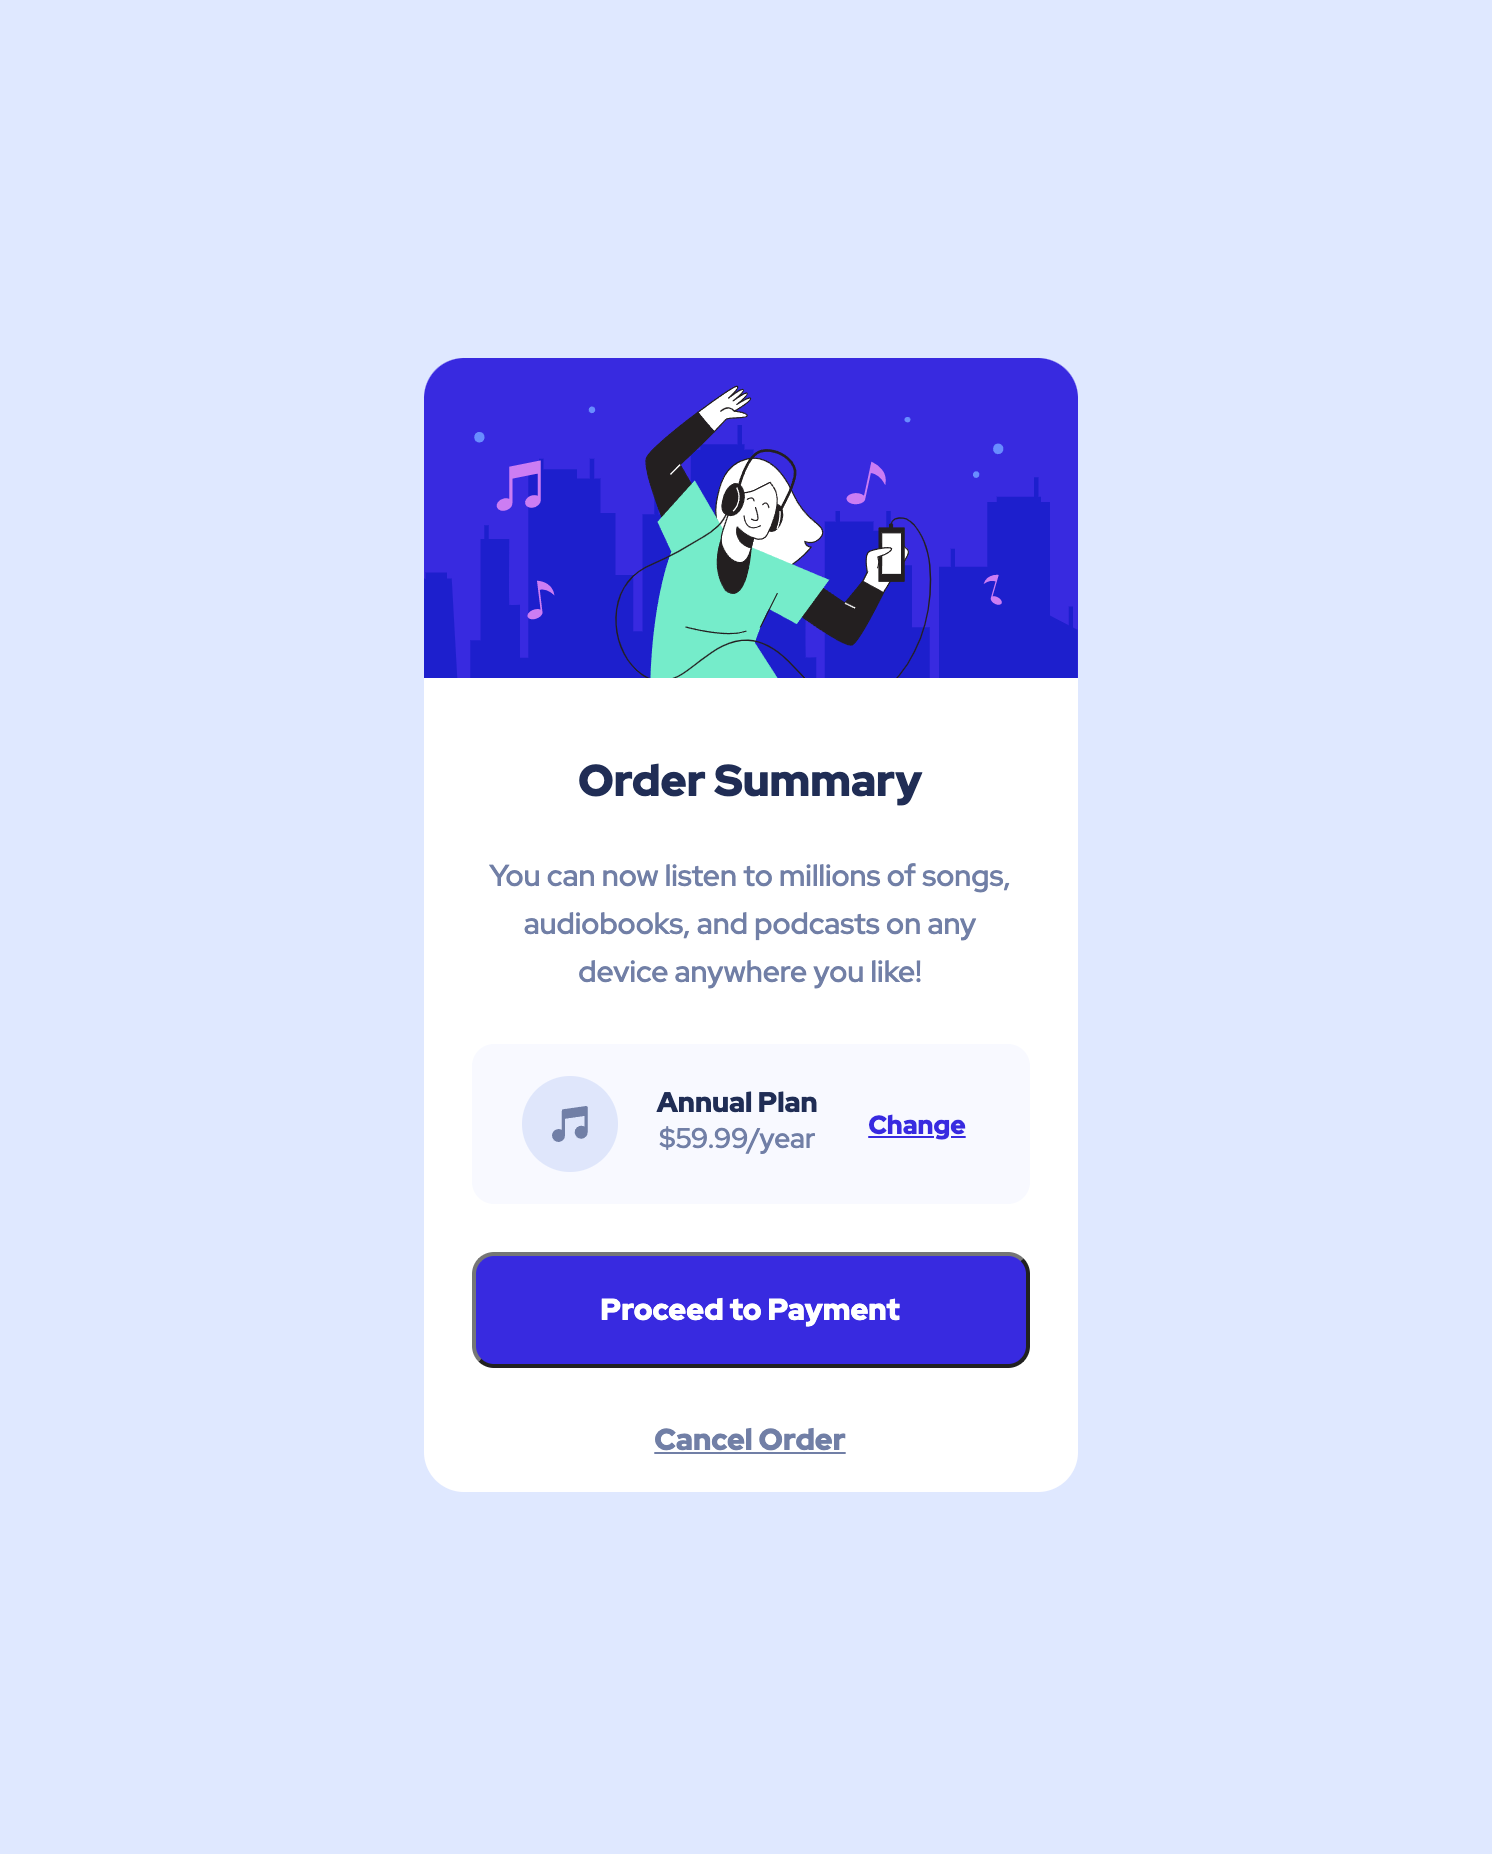 Order Summary
You can now listen to millions of songs,
audiobooks, and podcasts on any
device anywhere you like!
Annual Plan
$59.99/year
Change
Proceed to Payment
Cancel Order